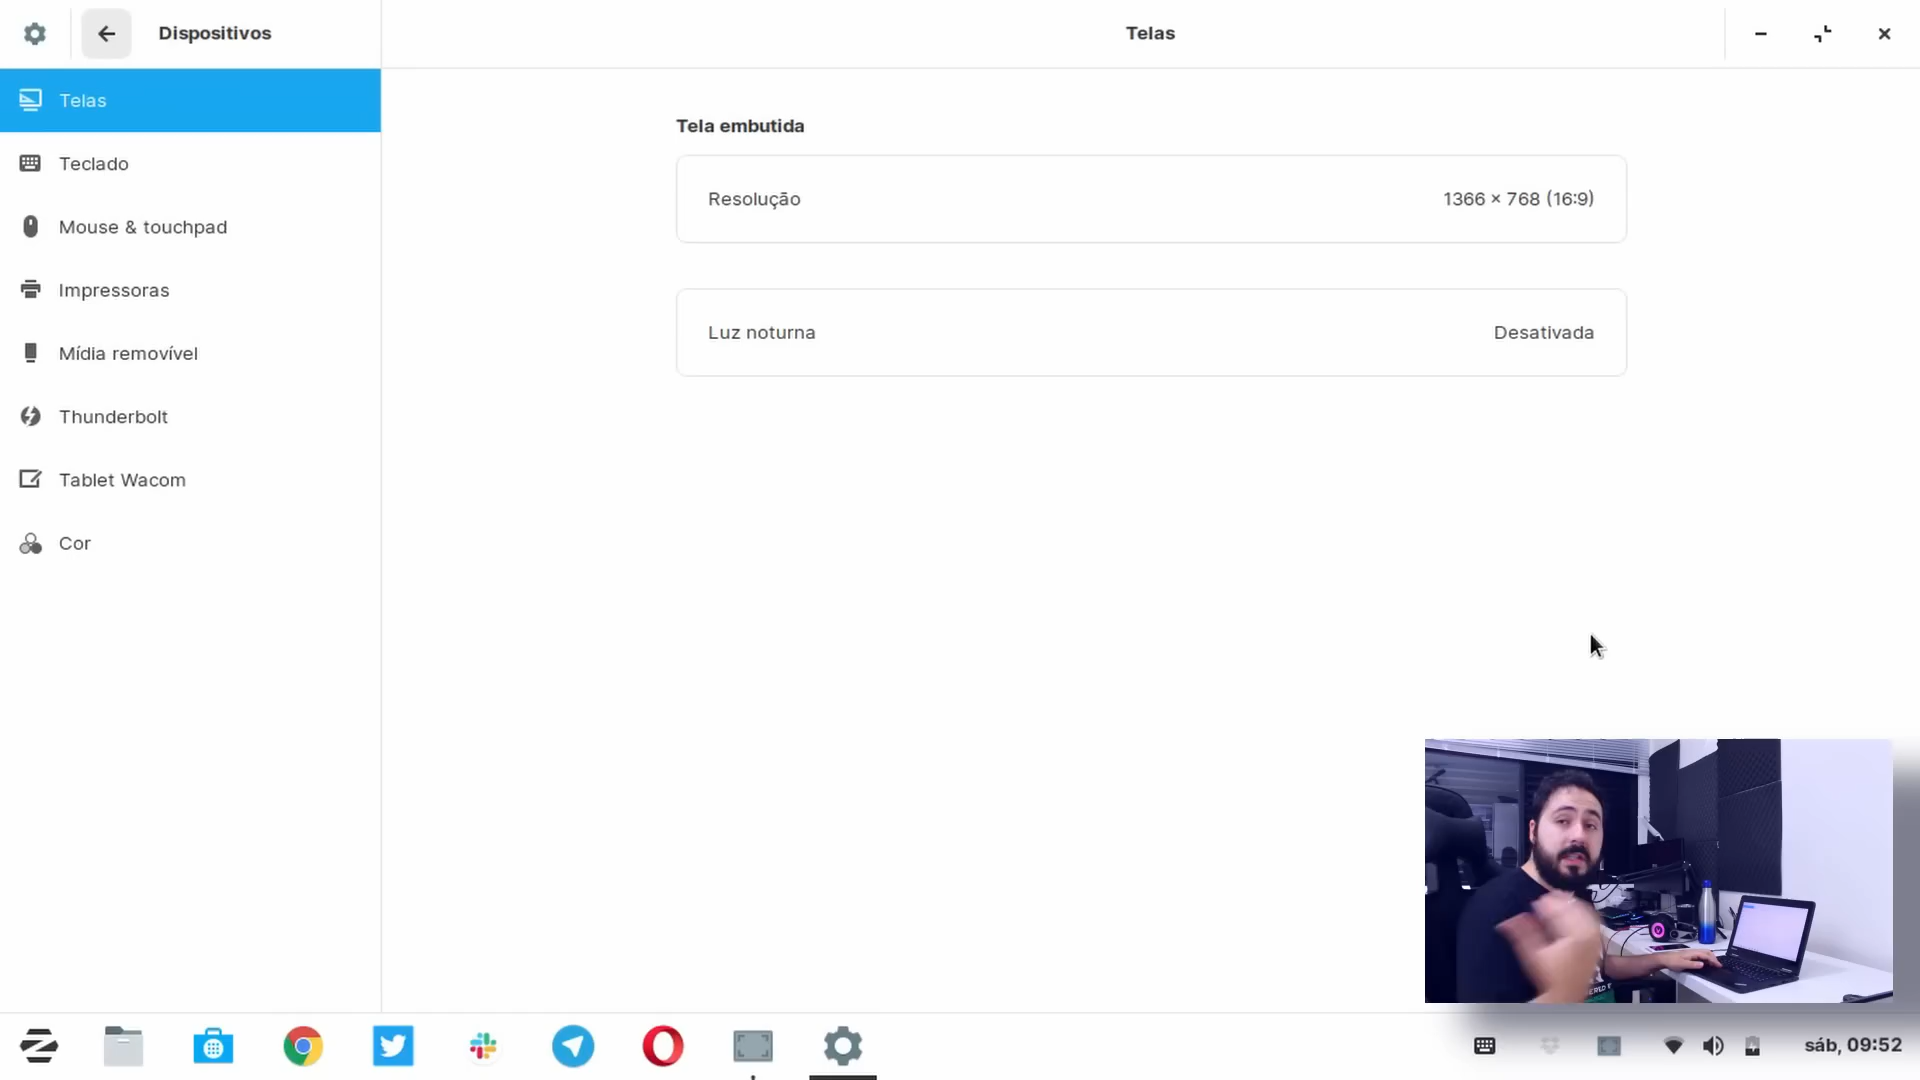 Dispositivos
Telas
Telas
Teclado
Mouse & touchpad
Impressoras
Mídia removível
Thunderbolt
Tablet Wacom
Cor
Tela embutida
Resolução 1366 × 768 (16:9)
Luz noturna Desativada
sáb, 09:52